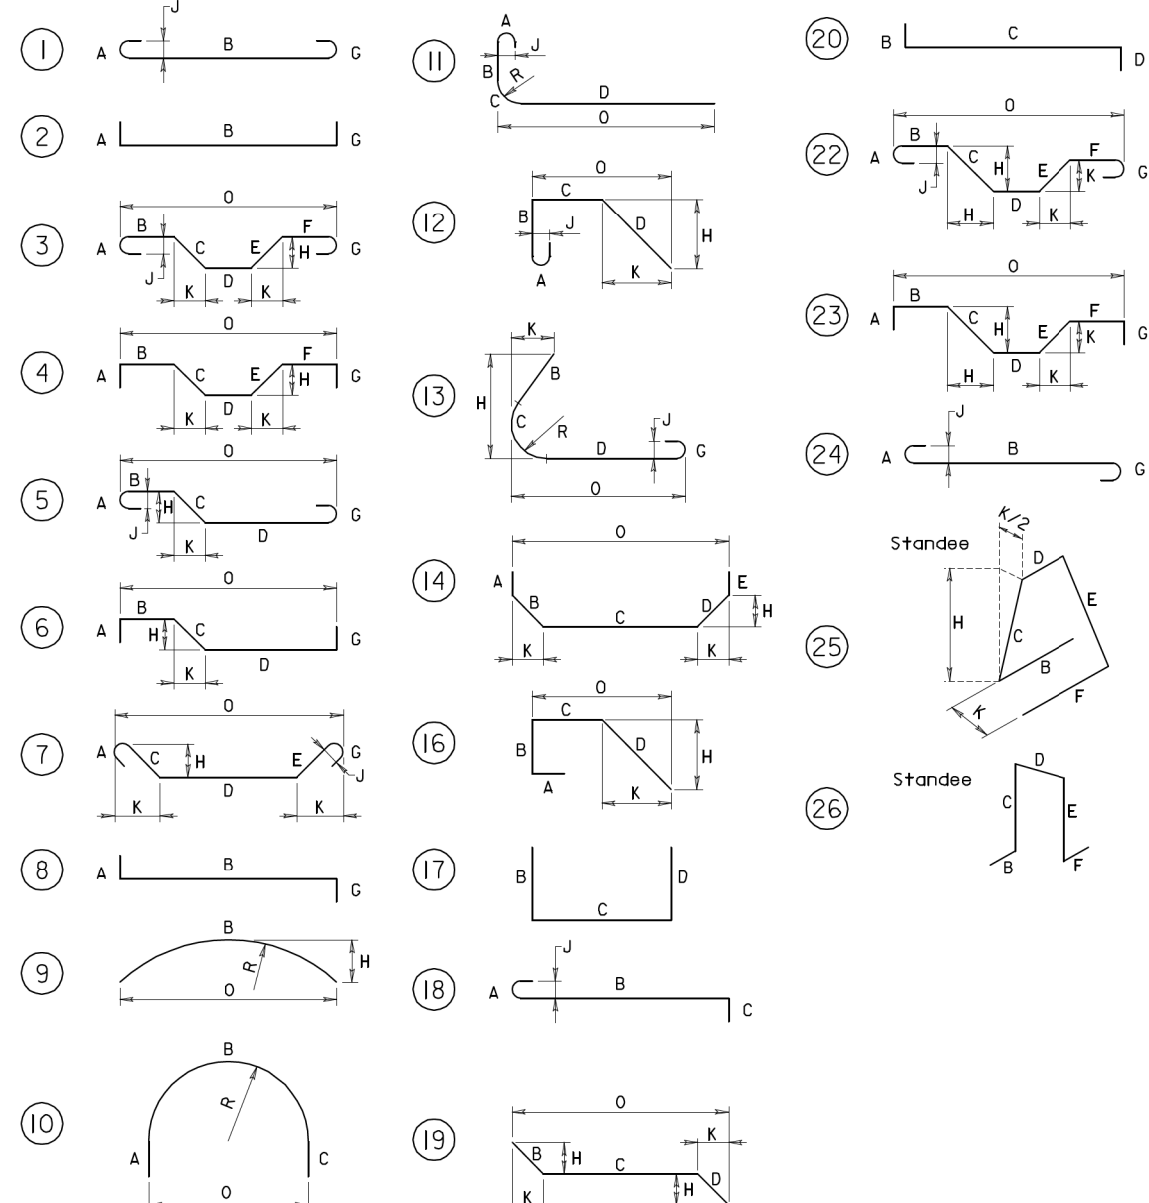 J
1 A B G
2 A B G
O
3 A B C D E F G H
J K K
O
4 A B C D E F G H
K K
O
5 A B C D G H
J K
O
6 A B C D G H
K
O
7 A C D E G H
K K J
A B G
8
B
9 R H
O
B
R
10 A C
O
A
J
11 B R
C D
O
O
C
12 B J D H
A K
K
B
13 H C R J
D G
O
O
14 A B C D E H
K K
O
C
16 B D H
A K
17 B C D
J
18 A B C
O
19 B H C K D
K H
20 B C D
O
22 A B C D E F G H
J K
H K
O
23 A B C D E F G H
K
H K
J
24 A B G
K/2
Standee
D
H E
25 C
B
F
K
D
Standee
26 C E
B F